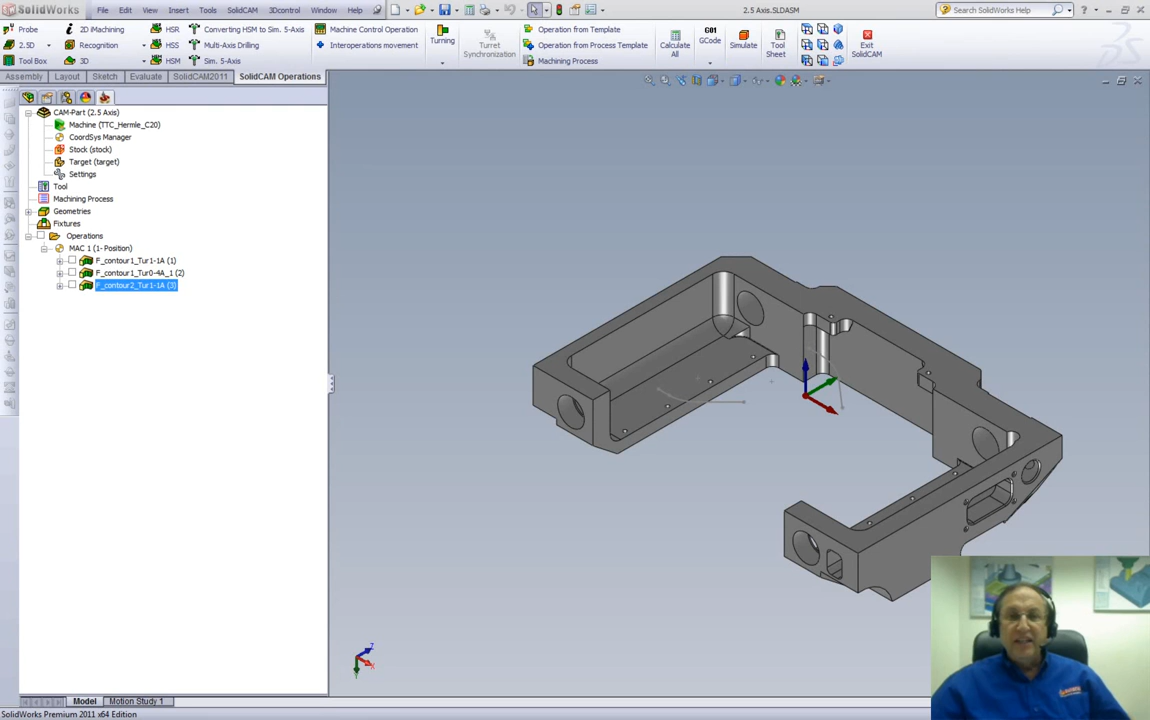 SolidWorks File Edit View Insert Tools SolidCAM 3Dcontrol Window Help 2.5 Axis.SLDASM Search SolidWorks
Probe 2D iMachining HSR Converting HSM to Sim. 5-Axis Machine Control Operation Turning Turret Synchronization Operation from Template Calculate All G01 GCode Simulate Tool Sheet Exit SolidCAM
2.5D Recognition HSS Multi-Axis Drilling Interoperations movement Operation from Process Template
Tool Box 3D HSM Sim. 5-Axis Machining Process
Assembly Layout Sketch Evaluate SolidCAM2011 SolidCAM Operations
CAM-Part (2.5 Axis)
Machine (TTC_Hermle_C20)
CoordSys Manager
Stock (stock)
Target (target)
Settings
Tool
Machining Process
Geometries
Fixtures
Operations
MAC 1 (1- Position)
F_contour1_Tur1-1A (1)
F_contour1_Tur0-4A_1 (2)
F_contour2_Tur1-1A (3)
Z
X
Y
Model Motion Study 1
SolidWorks Premium 2011 x64 Edition